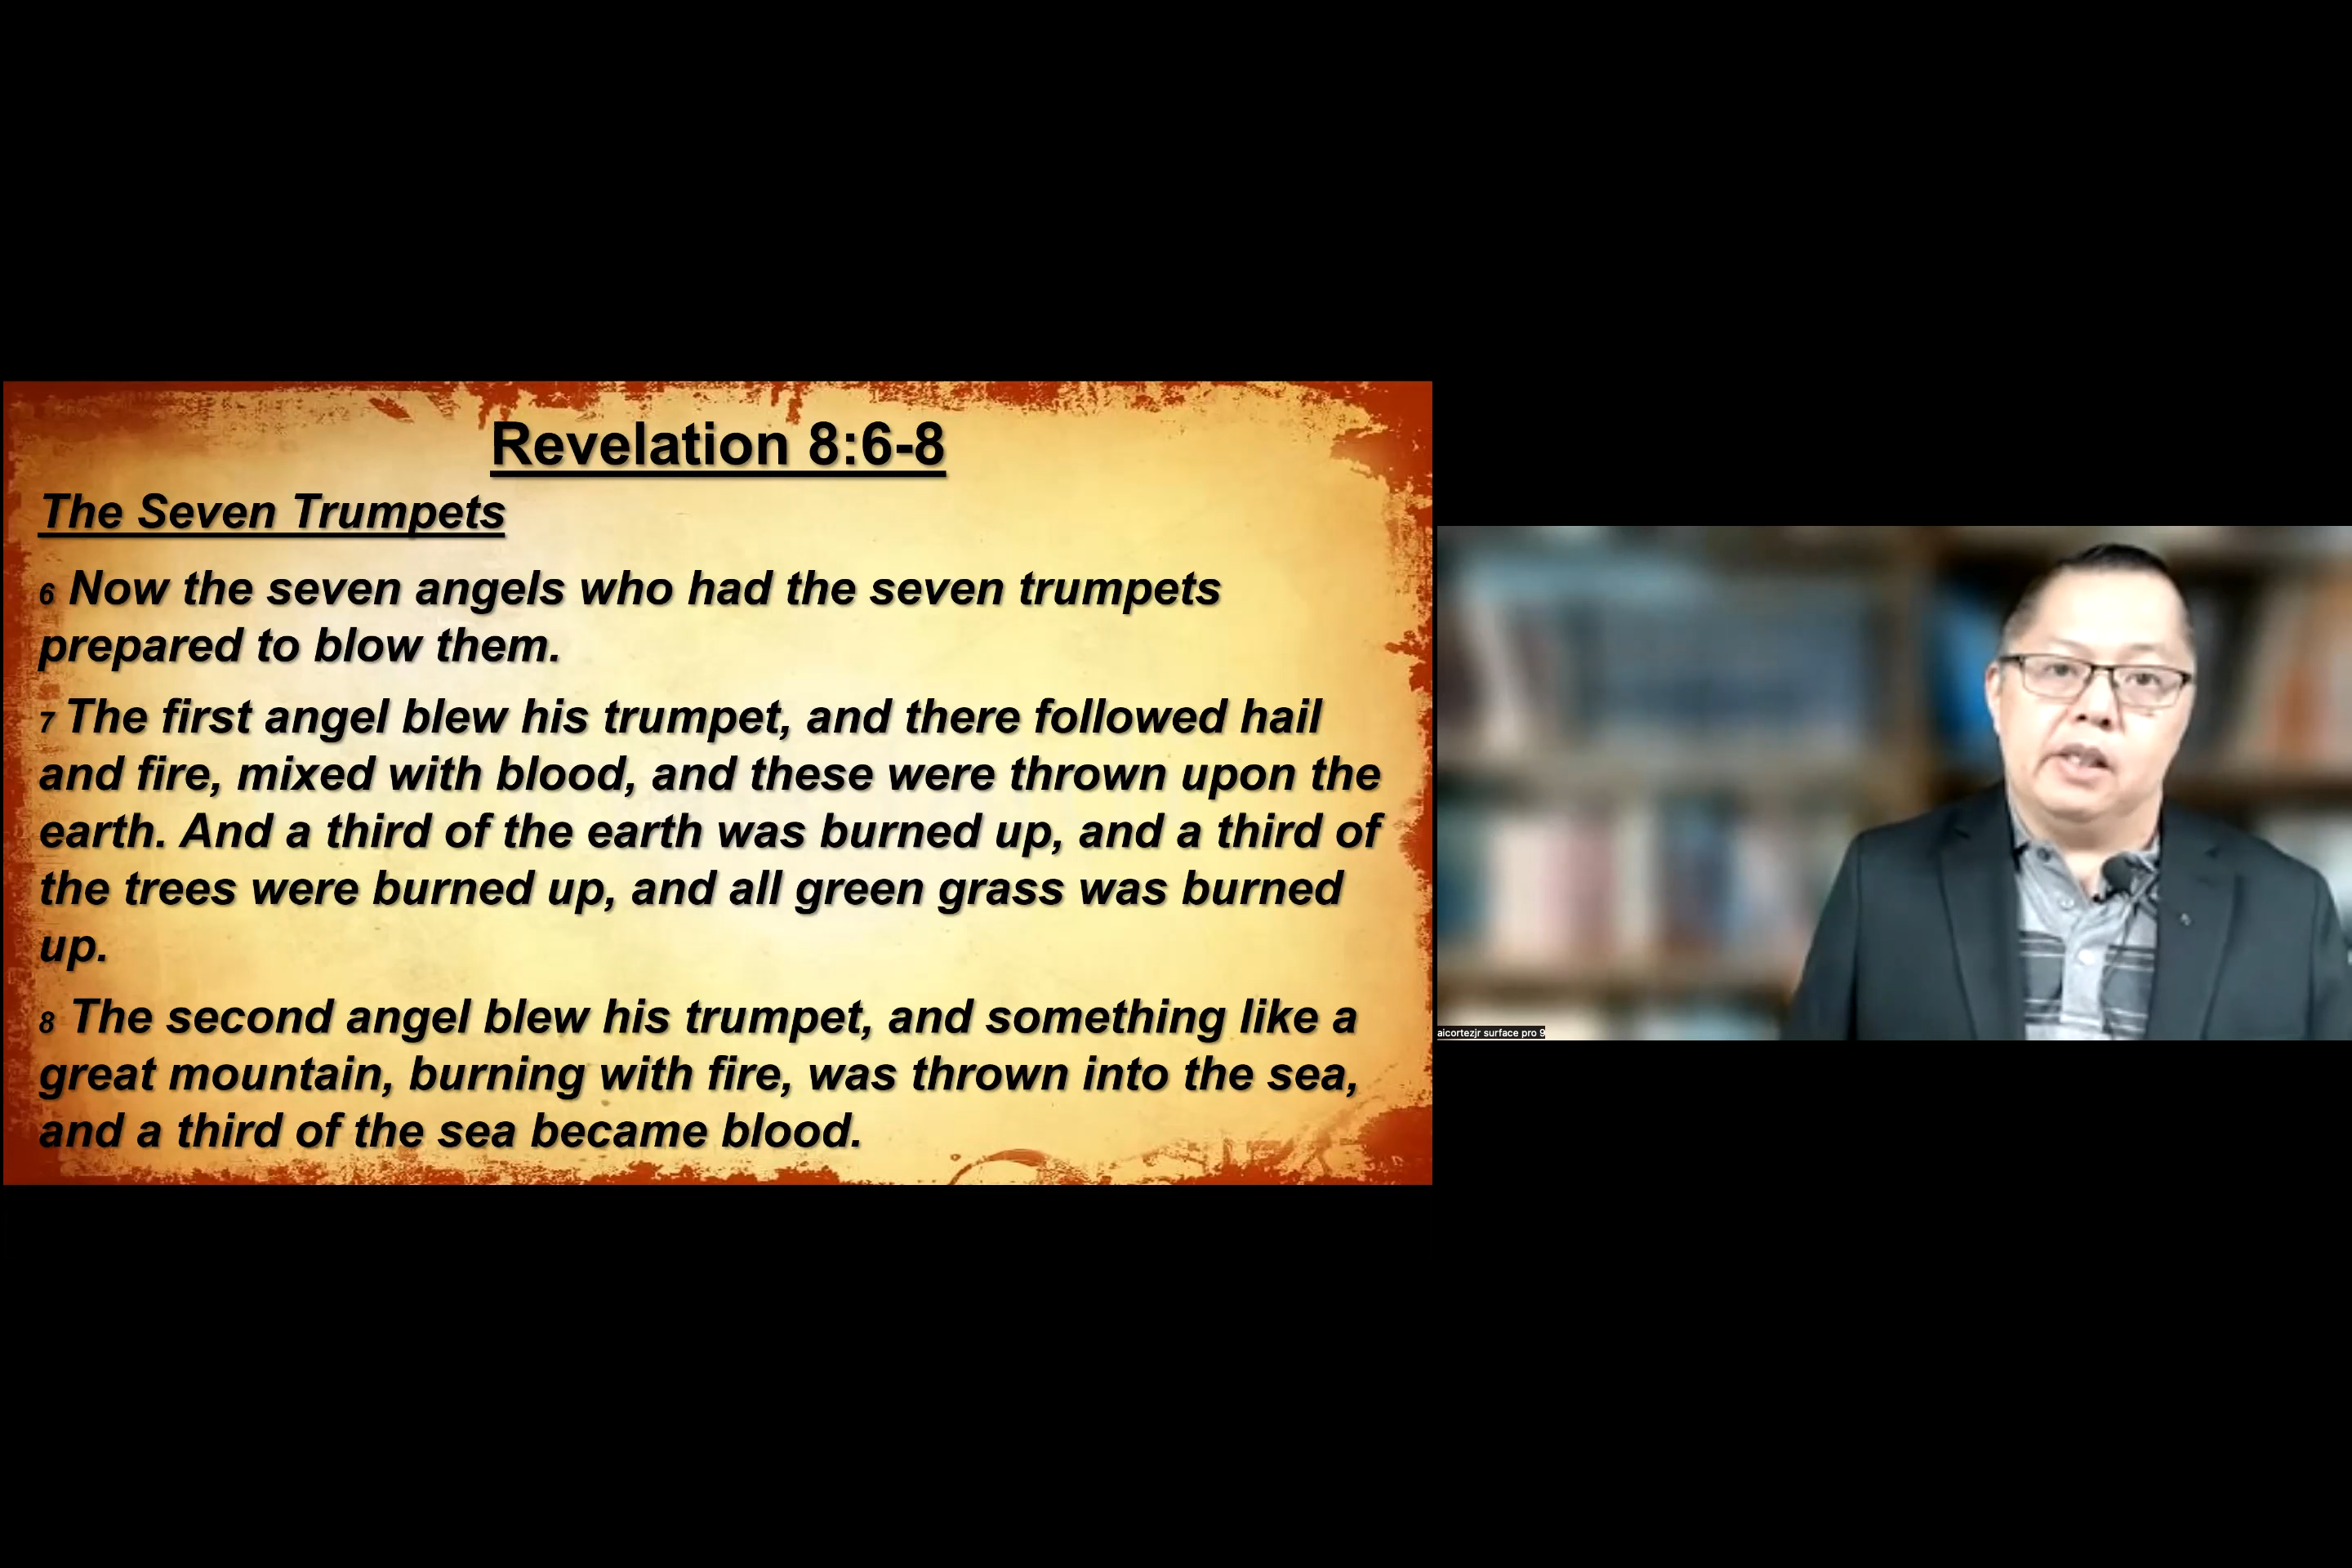 Revelation 8:6-8
The Seven Trumpets
6 Now the seven angels who had the seven trumpets
prepared to blow them.
7 The first angel blew his trumpet, and there followed hail
and fire, mixed with blood, and these were thrown upon the
earth. And a third of the earth was burned up, and a third of
the trees were burned up, and all green grass was burned
up.
8 The second angel blew his trumpet, and something like a
great mountain, burning with fire, was thrown into the sea,
and a third of the sea became blood.
aicortezjr surface pro 9